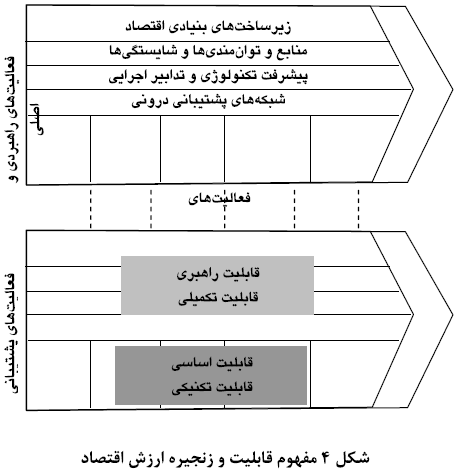 زیرساخت‌های بنیادی اقتصاد
منابع و توان‌مندی‌ها و شایستگی‌ها
پیشرفت تکنولوژی و تدابیر اجرایی
شبکه‌های پشتیبانی درونی
فعالیت‌های راهبردی و
اصلی
فعالیت‌های
قابلیت راهبری
قابلیت تکمیلی
قابلیت اساسی
قابلیت تکنیکی
فعالیت‌های پشتیبانی
شکل ۴ مفهوم قابلیت و زنجیره ارزش اقتصاد